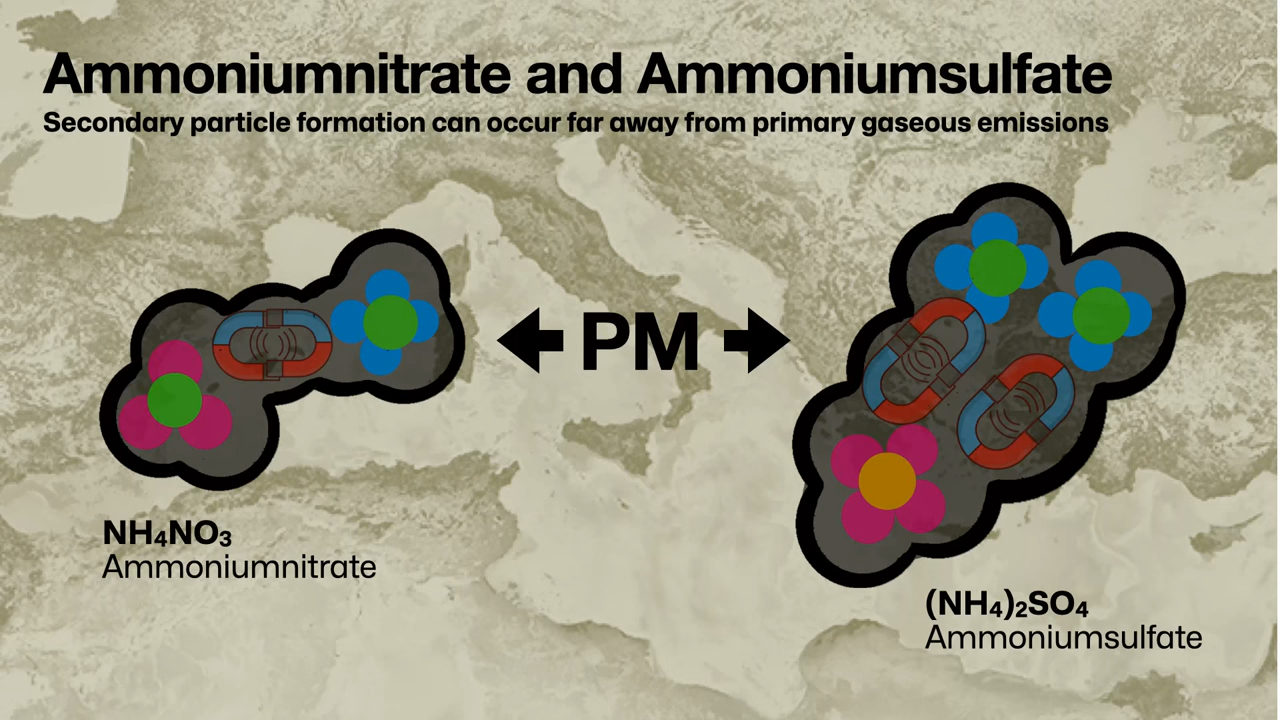 Ammoniumnitrate and Ammoniumsulfate
Secondary particle formation can occur far away from primary gaseous emissions
PM
NH₄NO₃
Ammoniumnitrate
(NH₄)₂SO₄
Ammoniumsulfate